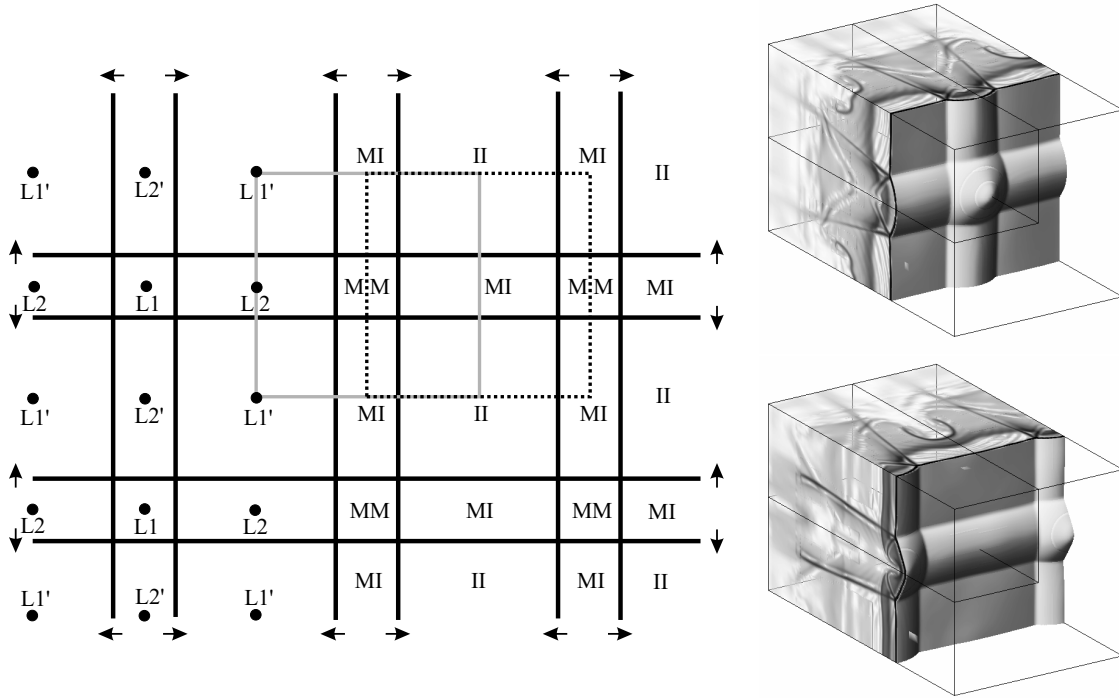 MI II MI
L1' L2' L1' II
MM MI MM MI
L2 L1 L2
II
L1' L2' L1' MI II MI
MM MI MM MI
L2 L1 L2
MI II MI II
L1' L2' L1'